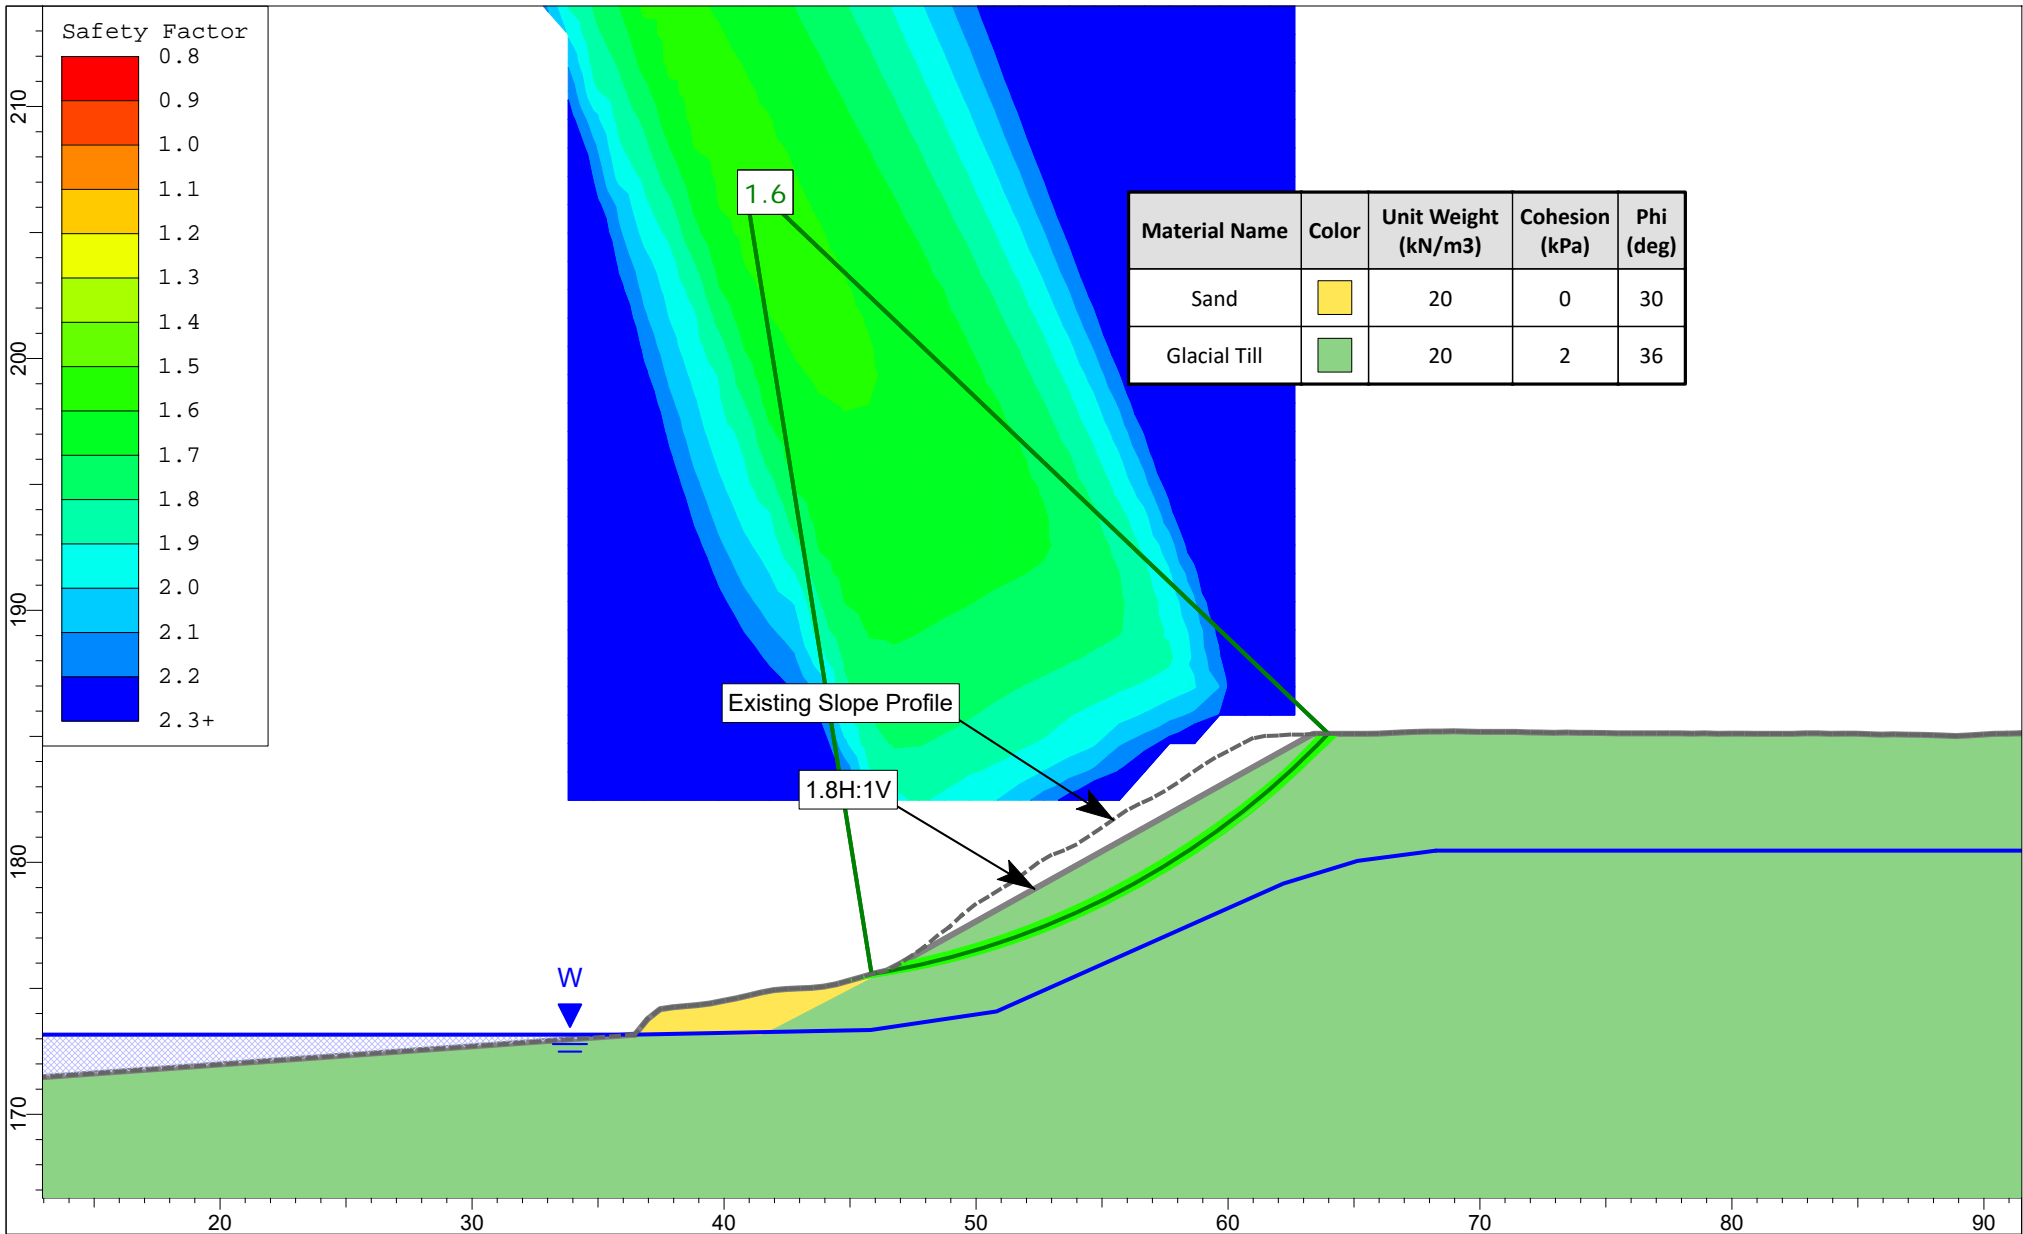 Safety Factor
0.8
0.9
1.0
1.1
1.2
1.3
1.4
1.5
1.6
1.7
1.8
1.9
2.0
2.1
2.2
2.3+
210
200
190
180
170
1.6
Material Name Color Unit Weight (kN/m3) Cohesion (kPa) Phi (deg)
Sand 20 0 30
Glacial Till 20 2 36
Existing Slope Profile
1.8H:1V
W
20 30 40 50 60 70 80 90